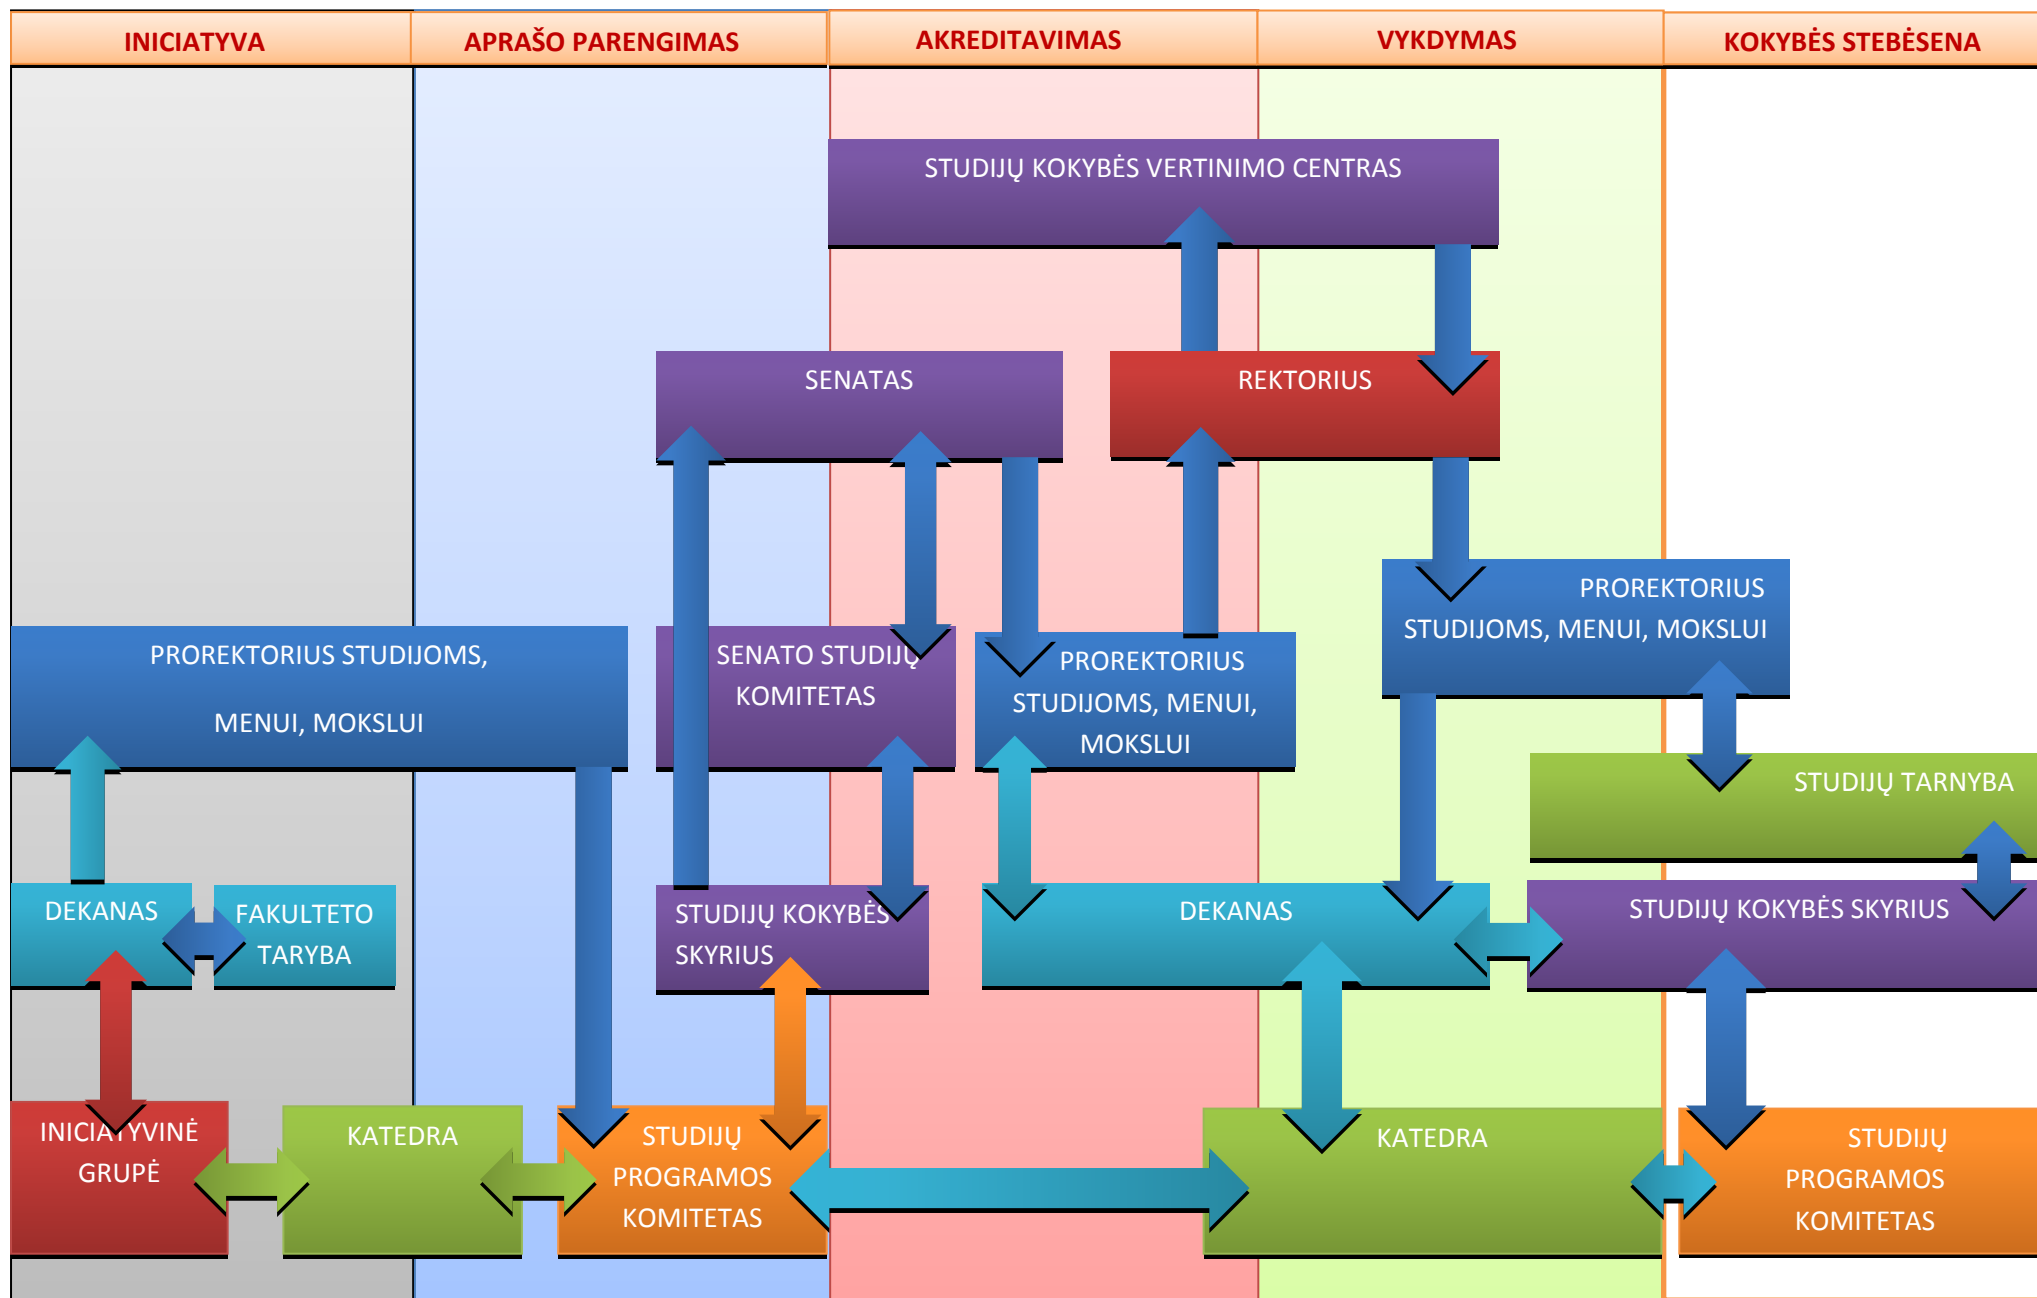 INICIATYVA
APRAŠO PARENGIMAS
AKREDITAVIMAS
VYKDYMAS
KOKYBĖS STEBĖSENA
STUDIJŲ KOKYBĖS VERTINIMO CENTRAS
SENATAS
REKTORIUS
PROREKTORIUS
STUDIJOMS, MENUI, MOKSLUI
PROREKTORIUS STUDIJOMS,
MENUI, MOKSLUI
SENATO STUDIJŲ
KOMITETAS
PROREKTORIUS
STUDIJOMS, MENUI,
MOKSLUI
STUDIJŲ TARNYBA
DEKANAS
FAKULTETO
TARYBA
STUDIJŲ KOKYBĖS
SKYRIUS
DEKANAS
STUDIJŲ KOKYBĖS SKYRIUS
INICIATYVINĖ
GRUPĖ
KATEDRA
STUDIJŲ
PROGRAMOS
KOMITETAS
KATEDRA
STUDIJŲ
PROGRAMOS
KOMITETAS